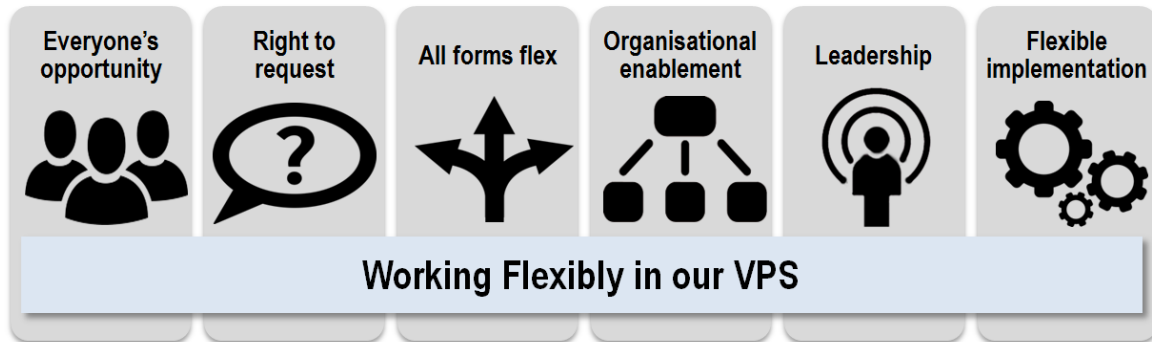 Everyone's
opportunity
Right to
request
All forms flex
Organisational
enablement
Leadership
Flexible
implementation
?
Working Flexibly in our VPS